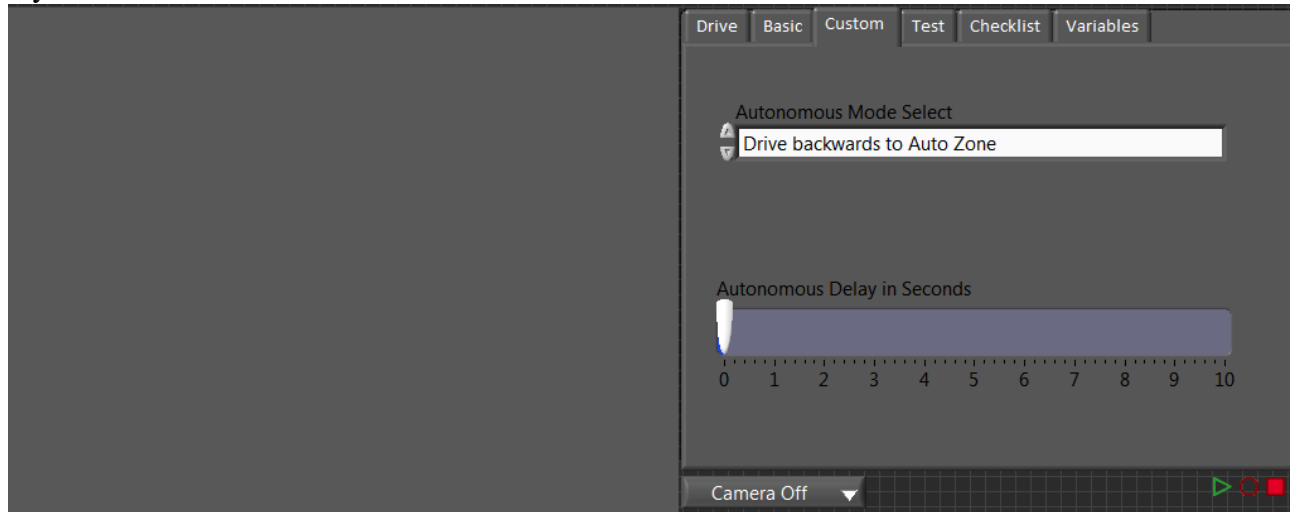 Drive Basic Custom Test Checklist Variables
Autonomous Mode Select
Drive backwards to Auto Zone
Autonomous Delay in Seconds
0 1 2 3 4 5 6 7 8 9 10
Camera Off